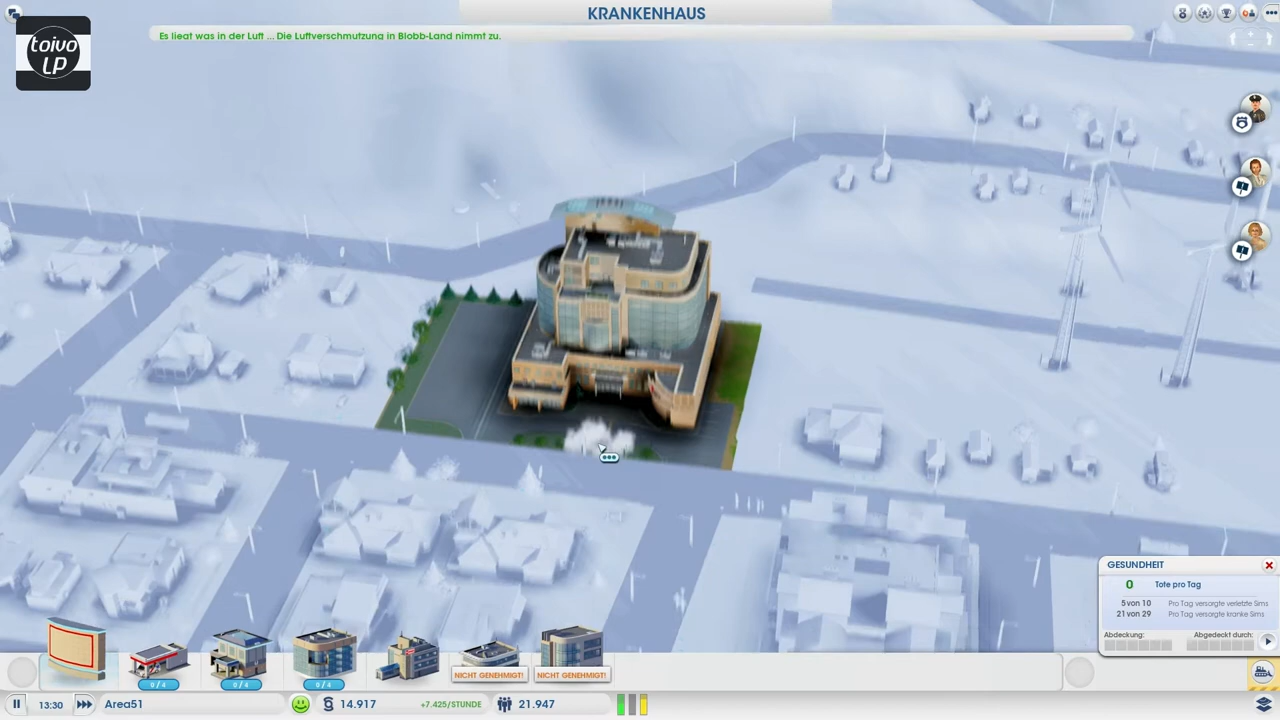 KRANKENHAUS
toivo
LP
Es liegt was in der Luft ... Die Luftverschmutzung in Blobb-Land nimmt zu.
GESUNDHEIT
0 Tote pro Tag
5 von 10 Pro Tag versorgte verletzte Sims
21 von 29 Pro Tag versorgte kranke Sims
Abdeckung: Abgedeckt durch:
NICHT GENEHMIGT! NICHT GENEHMIGT!
0 / 4 0 / 4 0 / 4
13:30 Area51 14.917 +7.425/STUNDE 21.947